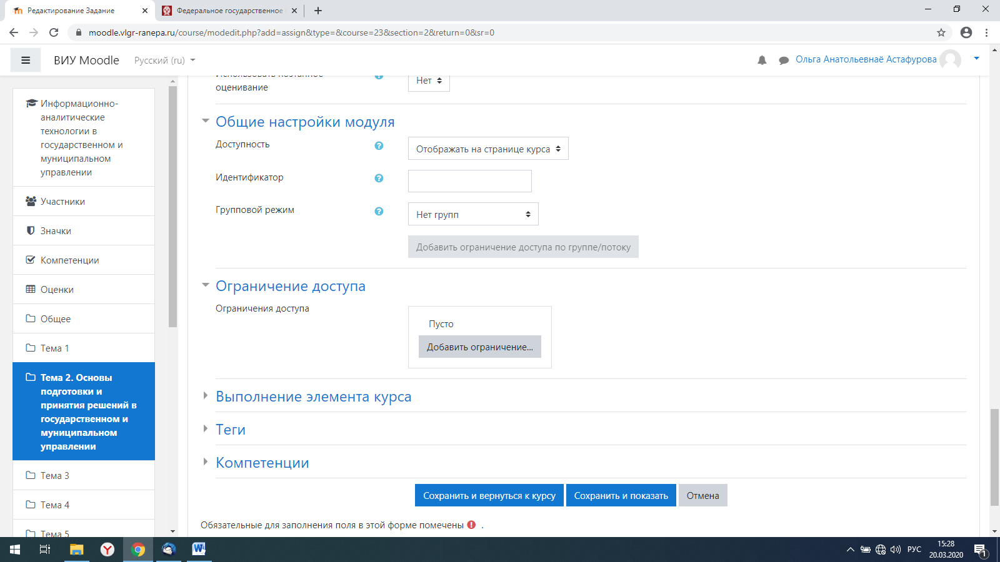 Редактирование Задание
Федеральное государственное
moodle.vlgr-ranepa.ru/course/modedit.php?add=assign&type=&course=23&section=2&return=0&sr=0
ВИУ Moodle
Русский (ru)
Ольга Анатольевнаё Астафурова
Информационно-
аналитические
технологии в
государственном и
муниципальном
управлении
Участники
Значки
Компетенции
Оценки
Общее
Тема 1
Тема 2. Основы
подготовки и
принятия решений в
государственном и
муниципальном
управлении
Тема 3
Тема 4
Тема 5
Использовать поэтапное
оценивание
Нет
Общие настройки модуля
Доступность
Отображать на странице курса
Идентификатор
Групповой режим
Нет групп
Добавить ограничение доступа по группе/потоку
Ограничение доступа
Ограничения доступа
Пусто
Добавить ограничение...
Выполнение элемента курса
Теги
Компетенции
Сохранить и вернуться к курсу
Сохранить и показать
Отмена
Обязательные для заполнения поля в этой форме помечены .
РУС
15:28
20.03.2020
1